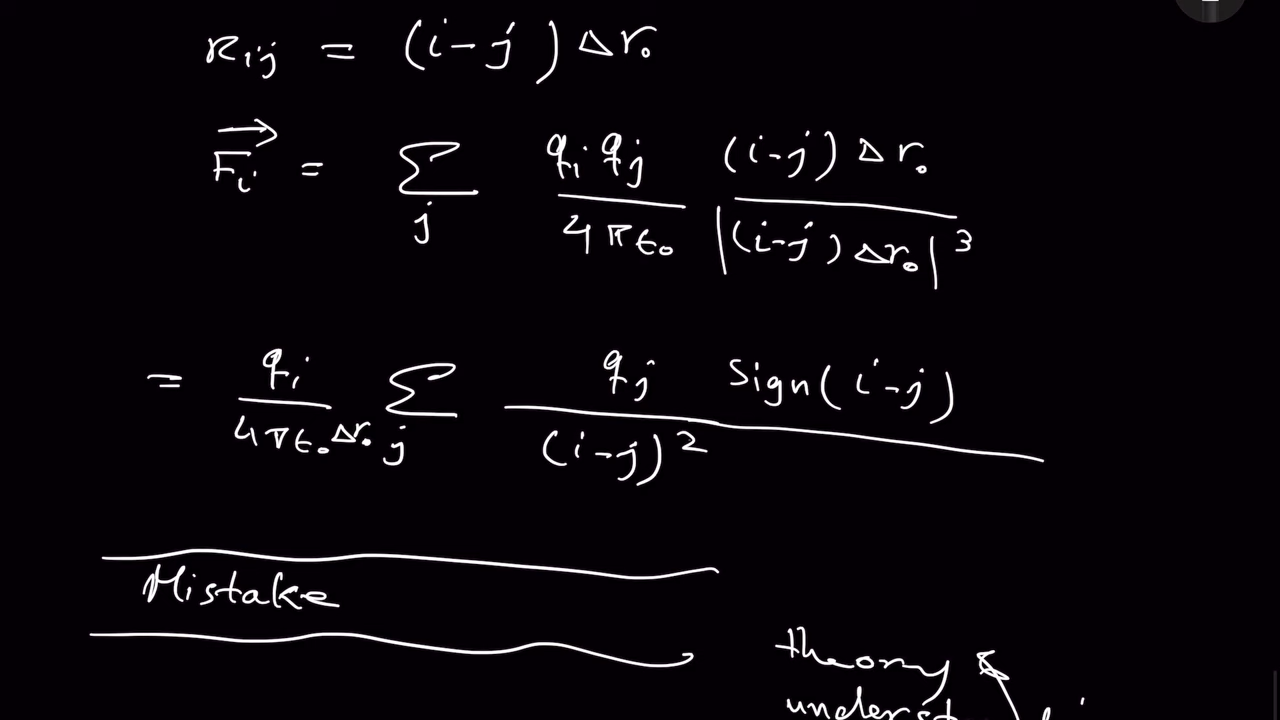 R_ij = (i-j) Δr₀
F⃗_i = Σ_j (q_i q_j)/(4πε₀) ((i-j) Δr₀)/|(i-j) Δr₀|³
= q_i/(4πε₀ Δr₀) Σ_j (q_j Sign(i-j))/(i-j)²
Mistake
theory